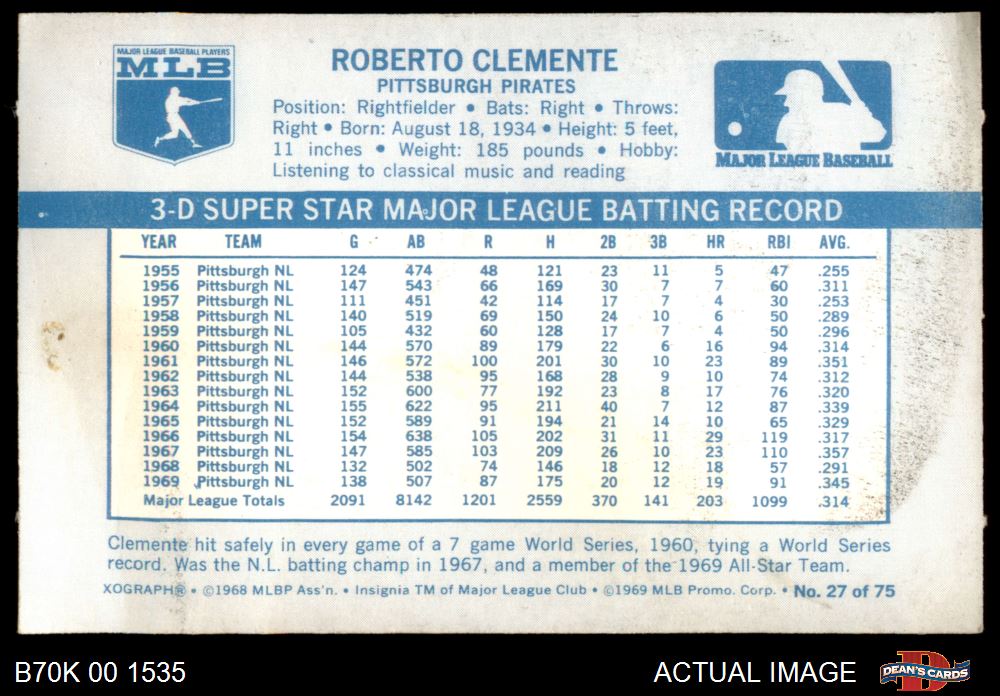 MAJOR LEAGUE BASEBALL PLAYERS
MLB
ROBERTO CLEMENTE
PITTSBURGH PIRATES
Position: Rightfielder • Bats: Right • Throws:
Right • Born: August 18, 1934 • Height: 5 feet,
11 inches • Weight: 185 pounds • Hobby:
Listening to classical music and reading
MAJOR LEAGUE BASEBALL
3-D SUPER STAR MAJOR LEAGUE BATTING RECORD
YEAR TEAM G AB R H 2B 3B HR RBI AVG.
1955 Pittsburgh NL 124 474 48 121 23 11 5 47 .255
1956 Pittsburgh NL 147 543 66 169 30 7 7 60 .311
1957 Pittsburgh NL 111 451 42 114 17 7 4 30 .253
1958 Pittsburgh NL 140 519 69 150 24 10 6 50 .289
1959 Pittsburgh NL 105 432 60 128 17 7 4 50 .296
1960 Pittsburgh NL 144 570 89 179 22 6 16 94 .314
1961 Pittsburgh NL 146 572 100 201 30 10 23 89 .351
1962 Pittsburgh NL 144 538 95 168 28 9 10 74 .312
1963 Pittsburgh NL 152 600 77 192 23 8 17 76 .320
1964 Pittsburgh NL 155 622 95 211 40 7 12 87 .339
1965 Pittsburgh NL 152 589 91 194 21 14 10 65 .329
1966 Pittsburgh NL 154 638 105 202 31 11 29 119 .317
1967 Pittsburgh NL 147 585 103 209 26 10 23 110 .357
1968 Pittsburgh NL 132 502 74 146 18 12 18 57 .291
1969 Pittsburgh NL 138 507 87 175 20 12 19 91 .345
Major League Totals 2091 8142 1201 2559 370 141 203 1099 .314
Clemente hit safely in every game of a 7 game World Series, 1960, tying a World Series
record. Was the N.L. batting champ in 1967, and a member of the 1969 All-Star Team.
XOGRAPH® • ©1968 MLBP Ass'n. • Insignia TM of Major League Club • ©1969 MLB Promo. Corp. • No. 27 of 75
B70K 00 1535
ACTUAL IMAGE
D
DEAN'S CARDS